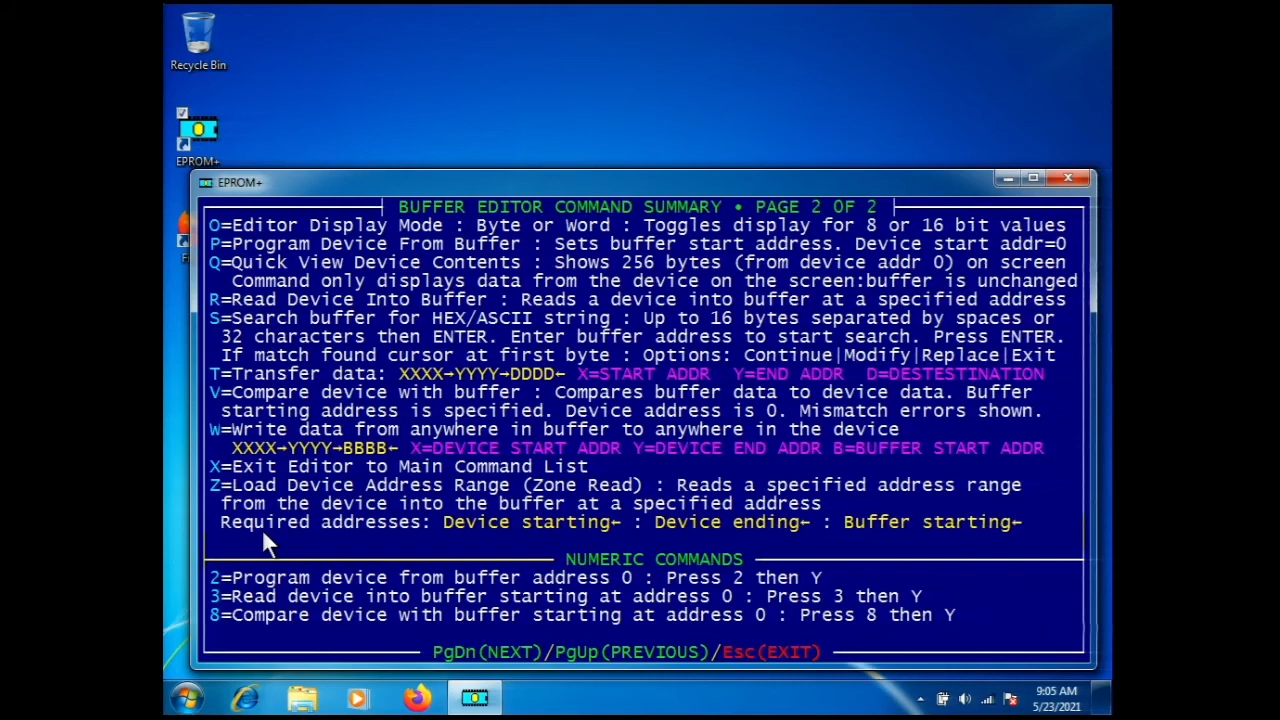 Recycle Bin
EPROM+
EPROM+
BUFFER EDITOR COMMAND SUMMARY • PAGE 2 OF 2
O=Editor Display Mode : Byte or Word : Toggles display for 8 or 16 bit values
P=Program Device From Buffer : Sets buffer start address. Device start addr=0
Q=Quick View Device Contents : Shows 256 bytes (from device addr 0) on screen
Command only displays data from the device on the screen:buffer is unchanged
R=Read Device Into Buffer : Reads a device into buffer at a specified address
S=Search buffer for HEX/ASCII string : Up to 16 bytes separated by spaces or
32 characters then ENTER. Enter buffer address to start search. Press ENTER.
If match found cursor at first byte : Options: Continue|Modify|Replace|Exit
T=Transfer data: XXXX→YYYY→DDDD← X=START ADDR Y=END ADDR D=DESTESTINATION
V=Compare device with buffer : Compares buffer data to device data. Buffer
starting address is specified. Device address is 0. Mismatch errors shown.
W=Write data from anywhere in buffer to anywhere in the device
XXXX→YYYY→BBBB← X=DEVICE START ADDR Y=DEVICE END ADDR B=BUFFER START ADDR
X=Exit Editor to Main Command List
Z=Load Device Address Range (Zone Read) : Reads a specified address range
from the device into the buffer at a specified address
Required addresses: Device starting← : Device ending← : Buffer starting←
NUMERIC COMMANDS
2=Program device from buffer address 0 : Press 2 then Y
3=Read device into buffer starting at address 0 : Press 3 then Y
8=Compare device with buffer starting at address 0 : Press 8 then Y
PgDn(NEXT)/PgUp(PREVIOUS)/Esc(EXIT)
9:05 AM
5/23/2021